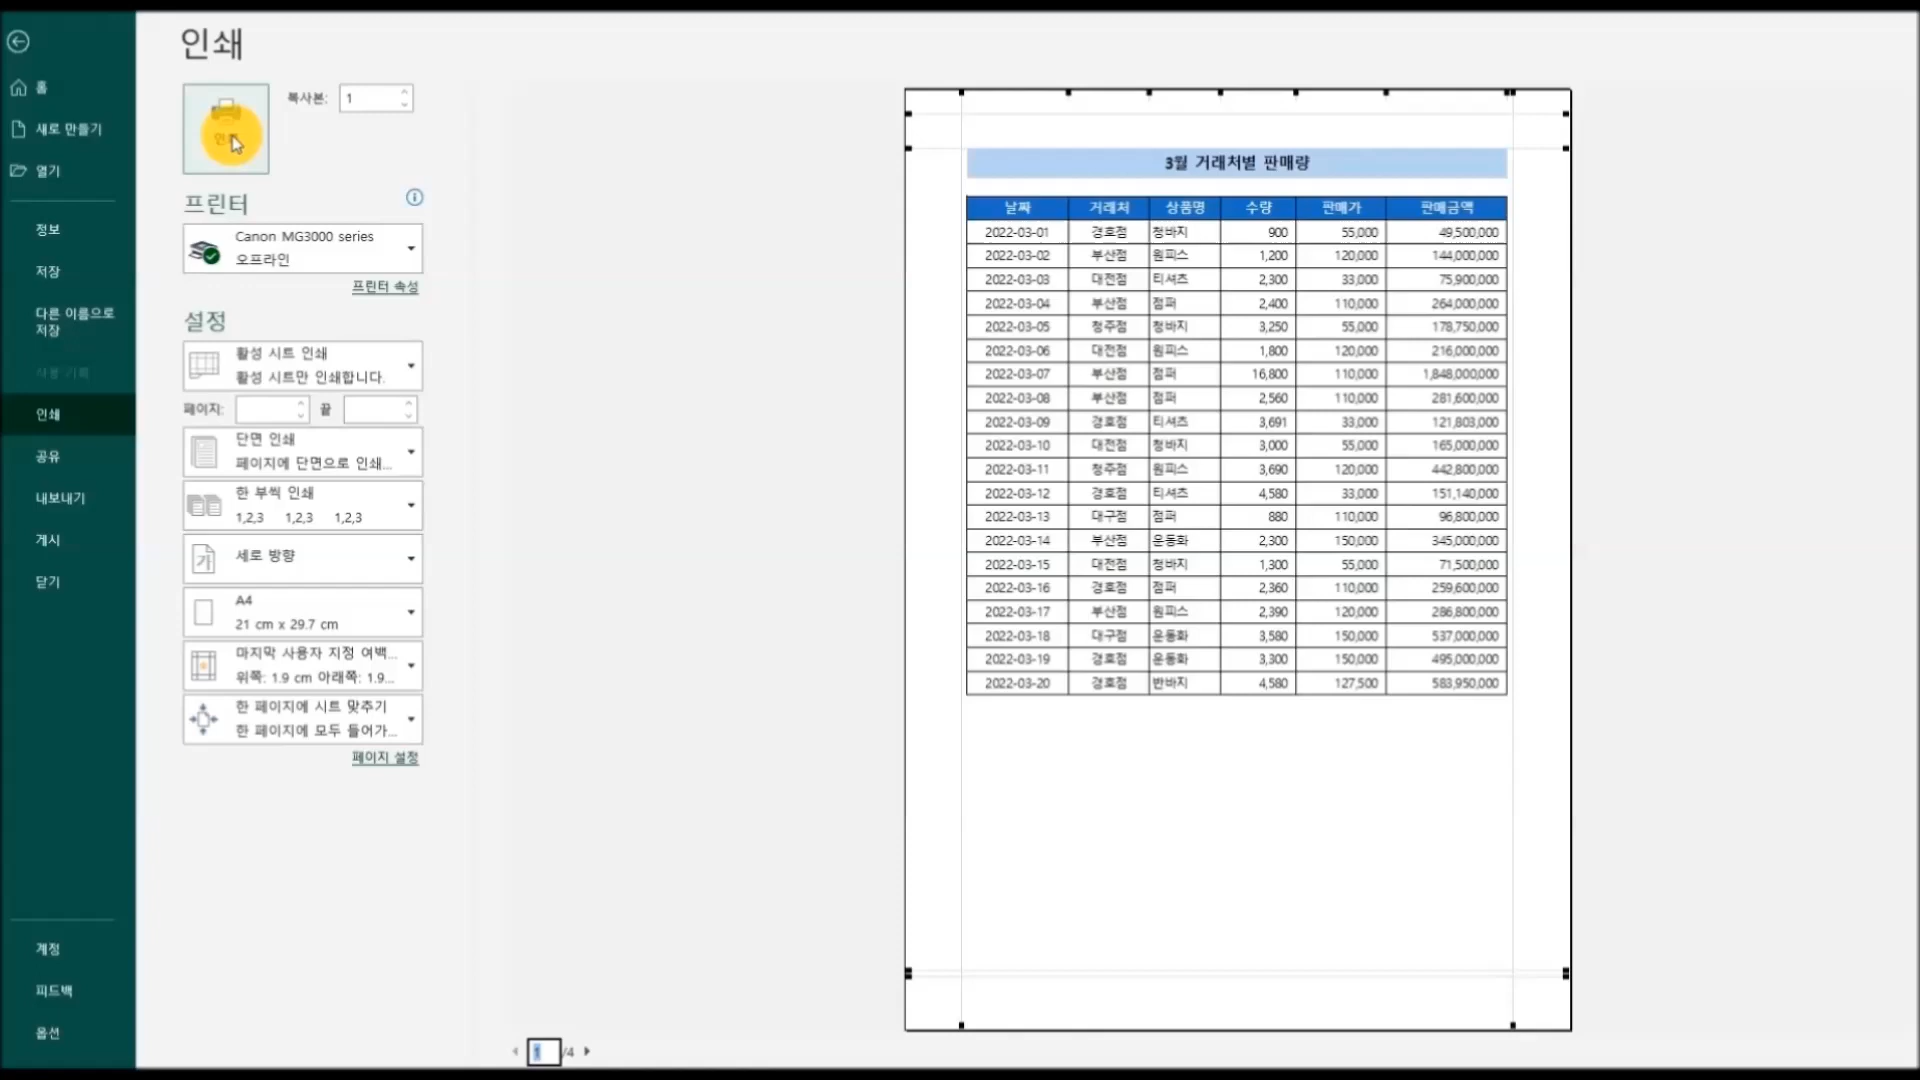 인쇄
홈
새로 만들기
열기
정보
저장
다른 이름으로
저장
인쇄
공유
내보내기
게시
닫기
계정
피드백
옵션
복사본: 1
프린터
Canon MG3000 series
오프라인
프린터 속성
설정
활성 시트 인쇄
활성 시트만 인쇄합니다.
페이지: 끝
단면 인쇄
페이지에 단면으로 인쇄...
한 부씩 인쇄
1,2,3 1,2,3 1,2,3
세로 방향
A4
21 cm x 29.7 cm
마지막 사용자 지정 여백...
위쪽: 1.9 cm 아래쪽: 1.9...
한 페이지에 시트 맞추기
한 페이지에 모두 들어가...
페이지 설정
3월 거래처별 판매량
날짜 거래처 상품명 수량 판매가 판매금액
2022-03-01 경호점 청바지 900 55,000 49,500,000
2022-03-02 부산점 원피스 1,200 120,000 144,000,000
2022-03-03 대전점 티셔츠 2,300 33,000 75,900,000
2022-03-04 부산점 점퍼 2,400 110,000 264,000,000
2022-03-05 청주점 청바지 3,250 55,000 178,750,000
2022-03-06 대전점 원피스 1,800 120,000 216,000,000
2022-03-07 부산점 점퍼 16,800 110,000 1,848,000,000
2022-03-08 부산점 점퍼 2,560 110,000 281,600,000
2022-03-09 경호점 티셔츠 3,691 33,000 121,803,000
2022-03-10 대전점 청바지 3,000 55,000 165,000,000
2022-03-11 청주점 원피스 3,690 120,000 442,800,000
2022-03-12 경호점 티셔츠 4,580 33,000 151,140,000
2022-03-13 대구점 점퍼 880 110,000 96,800,000
2022-03-14 부산점 운동화 2,300 150,000 345,000,000
2022-03-15 대전점 청바지 1,300 55,000 71,500,000
2022-03-16 경호점 점퍼 2,360 110,000 259,600,000
2022-03-17 부산점 원피스 2,390 120,000 286,800,000
2022-03-18 대구점 운동화 3,580 150,000 537,000,000
2022-03-19 경호점 운동화 3,300 150,000 495,000,000
2022-03-20 경호점 반바지 4,580 127,500 583,950,000
1 /4